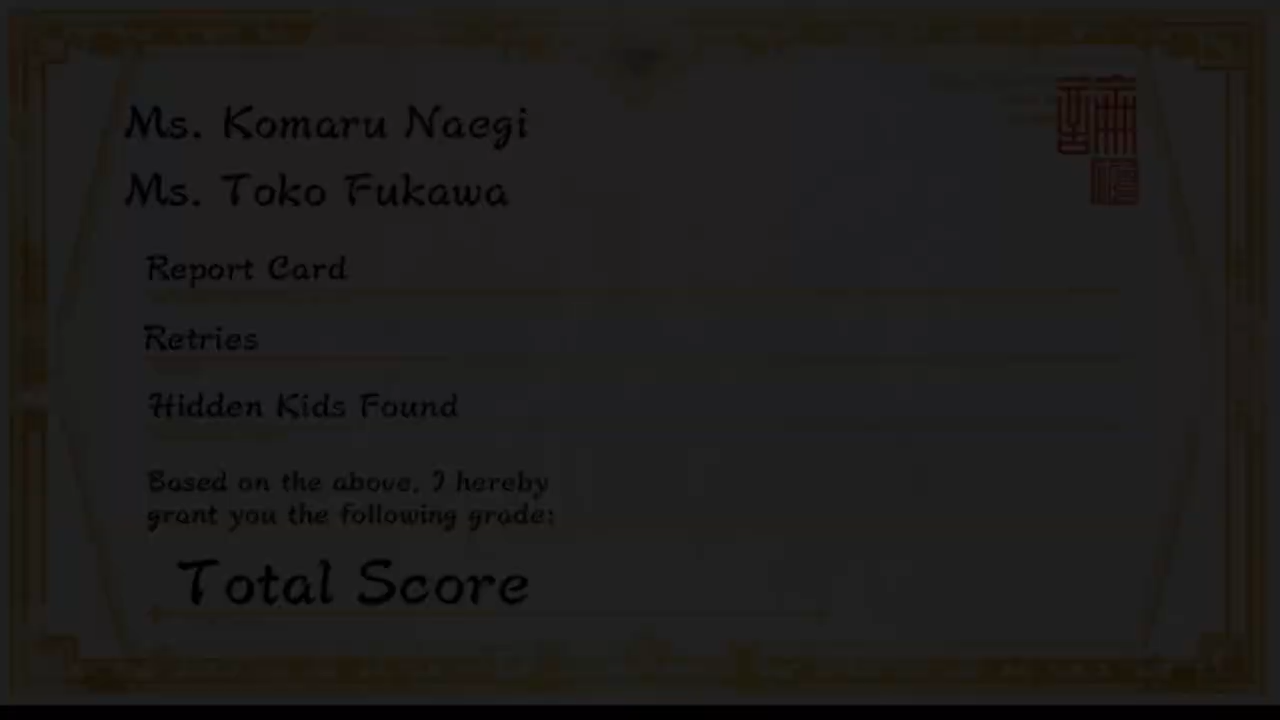 Ms. Komaru Naegi
Ms. Toko Fukawa
Report Card
Retries
Hidden Kids Found
Based on the above, I hereby
grant you the following grade:
Total Score